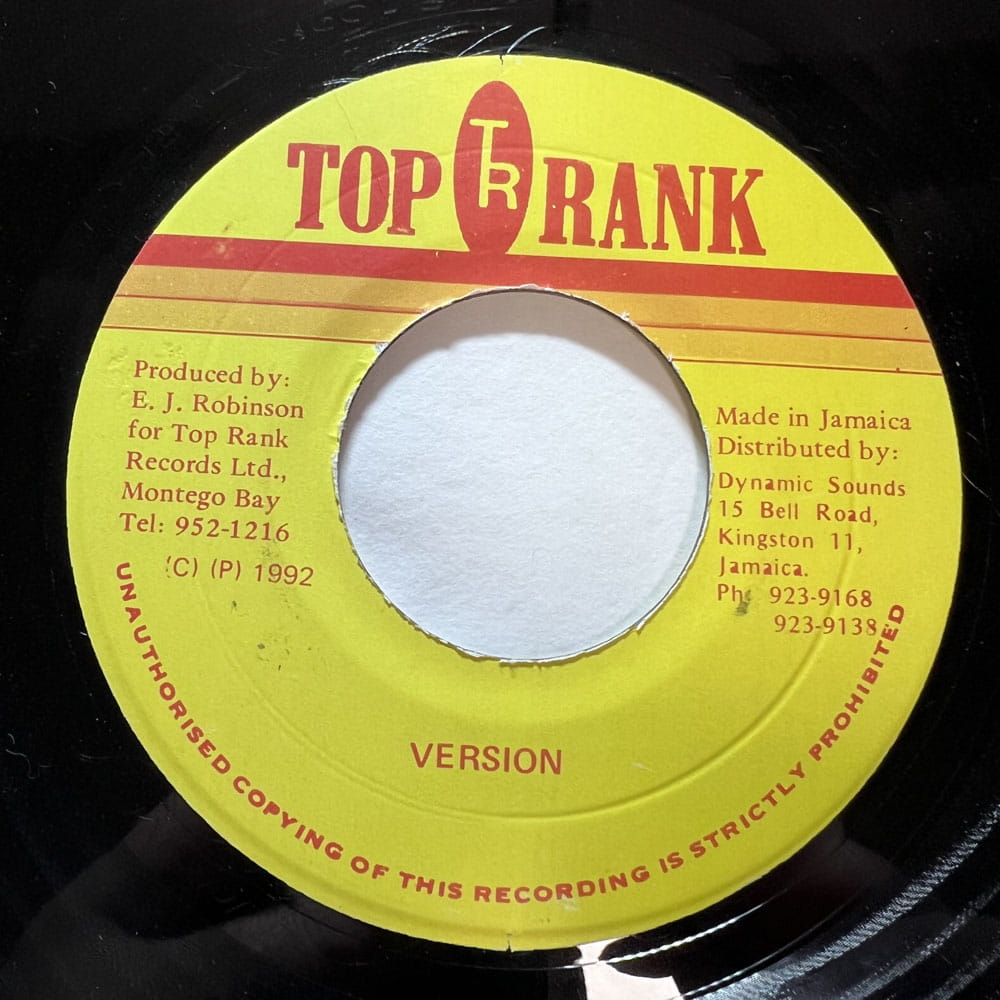 TOP TR RANK
Produced by:
E. J. Robinson
for Top Rank
Records Ltd.,
Montego Bay
Tel: 952-1216
(C) (P) 1992
Made in Jamaica
Distributed by:
Dynamic Sounds
15 Bell Road,
Kingston 11,
Jamaica.
Ph: 923-9168
923-9138
VERSION
UNAUTHORISED COPYING OF THIS RECORDING IS STRICTLY PROHIBITED